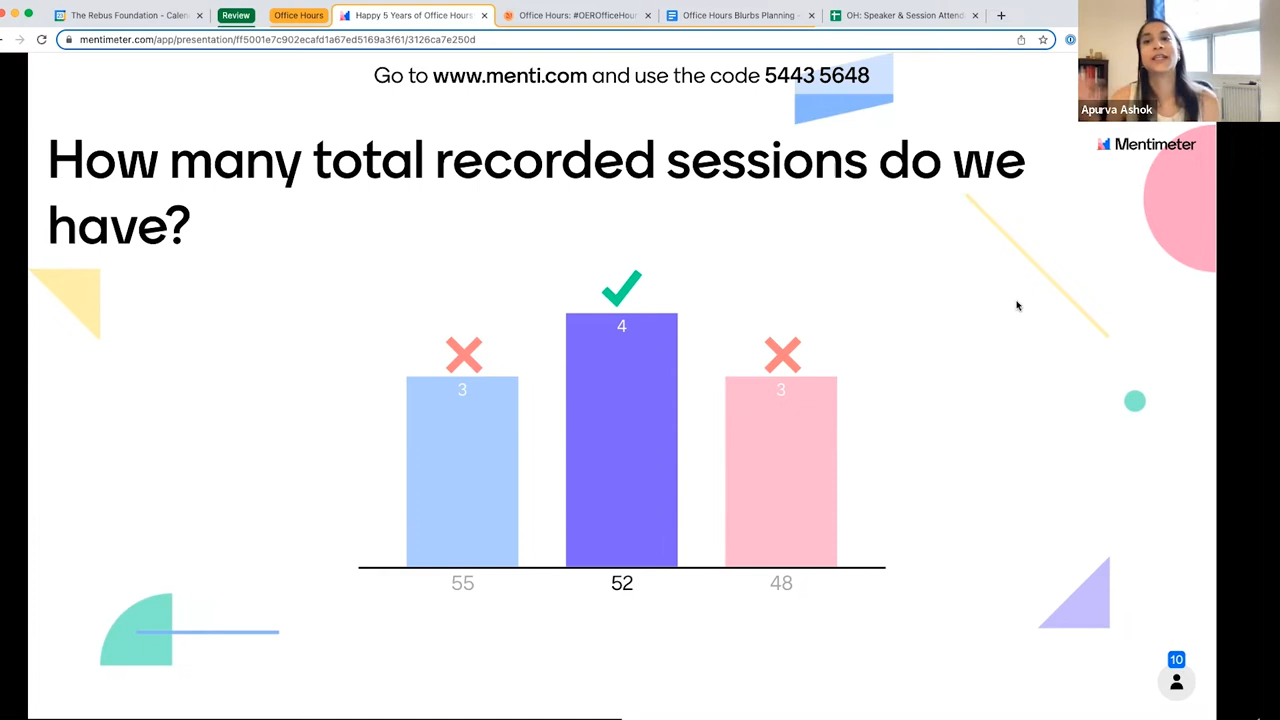 The Rebus Foundation - Calen
Review
Office Hours
Happy 5 Years of Office Hours
Office Hours: #OEROfficeHou
Office Hours Blurbs Planning -
OH: Speaker & Session Attend
mentimeter.com/app/presentation/ff5001e7c902ecafd1a67ed5169a3f61/3126ca7e250d
Go to www.menti.com and use the code 5443 5648
Apurva Ashok
Mentimeter
How many total recorded sessions do we
have?
4
3
3
55
52
48
10